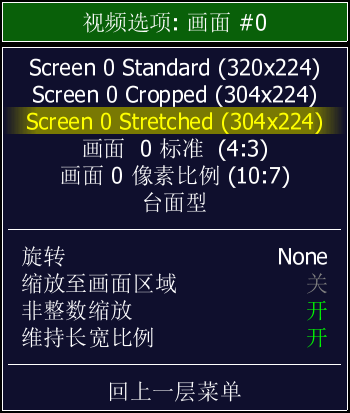 视频选项: 画面 #0
Screen 0 Standard (320x224)
Screen 0 Cropped (304x224)
Screen 0 Stretched (304x224)
画面 0 标准 (4:3)
画面 0 像素比例 (10:7)
台面型
旋转 None
缩放至画面区域 关
非整数缩放 开
维持长宽比例 开
回上一层菜单